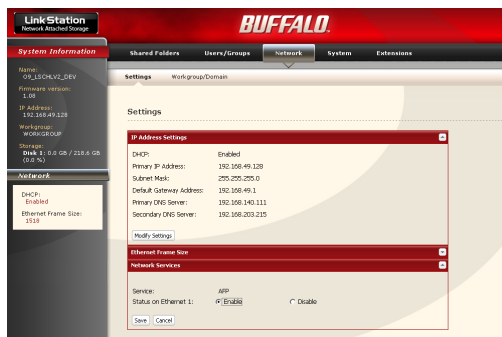 LinkStation
Network Attached Storage
BUFFALO
System Information
Shared Folders Users/Groups Network System Extensions
Settings Workgroup/Domain
Name:
09_LSCHLV2_DEV
Firmware version:
1.08
IP Address:
192.168.49.128
Workgroup:
WORKGROUP
Storage:
Disk 1: 0.0 GB / 218.6 GB
(0.0 %)
Network
DHCP:
Enabled
Ethernet Frame Size:
1518
Settings
IP Address Settings
DHCP: Enabled
Primary IP Address: 192.168.49.128
Subnet Mask: 255.255.255.0
Default Gateway Address: 192.168.49.1
Primary DNS Server: 192.168.140.111
Secondary DNS Server: 192.168.203.215
Modify Settings
Ethernet Frame Size
Network Services
Service: AFP
Status on Ethernet 1: Enable Disable
Save Cancel